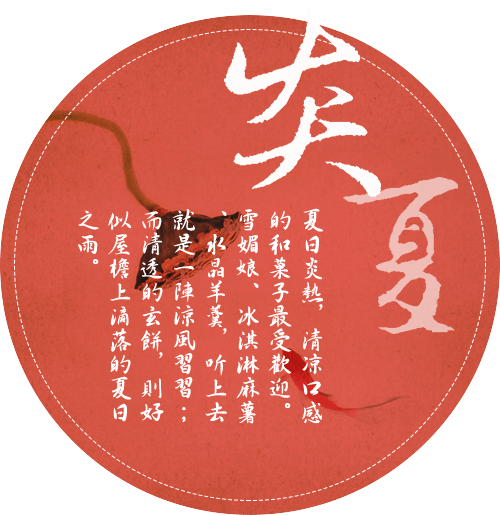 炎夏
夏日炎熱，清凉口感
的和菓子最受歡迎。
雪媚娘、冰淇淋麻薯
、水晶羊羹，听上去
就是一陣涼風習習；
而清透的玄餅，則好
似屋檐上滴落的夏日
之雨。